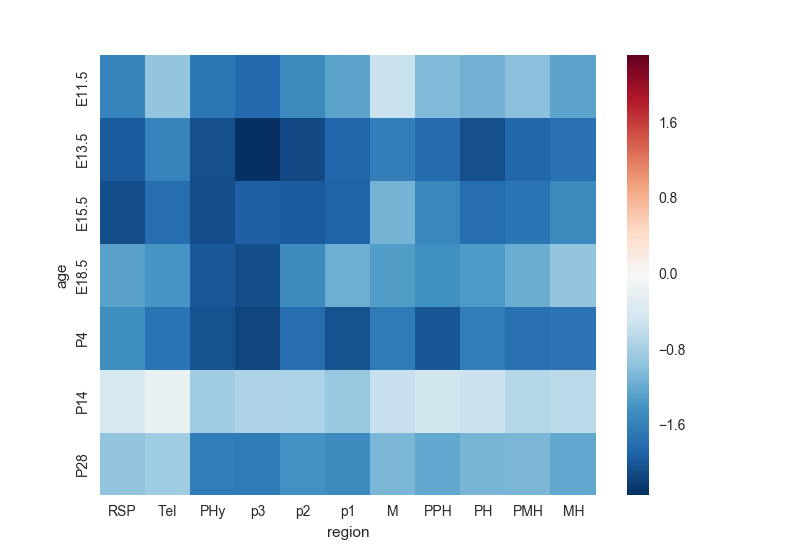 E11.5
E13.5
E15.5
E18.5
P4
P14
P28
age
RSP Tel PHy p3 p2 p1 M PPH PH PMH MH
region
1.6
0.8
0.0
−0.8
−1.6